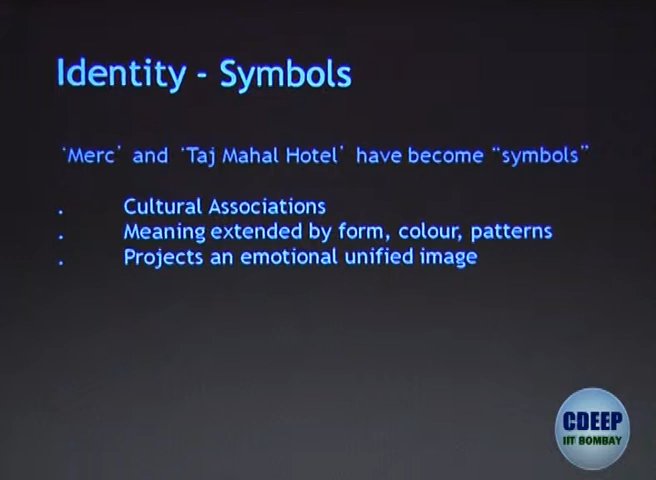 Identity - Symbols
'Merc' and 'Taj Mahal Hotel' have become "symbols"
. Cultural Associations
. Meaning extended by form, colour, patterns
. Projects an emotional unified image
CDEEP
IIT BOMBAY